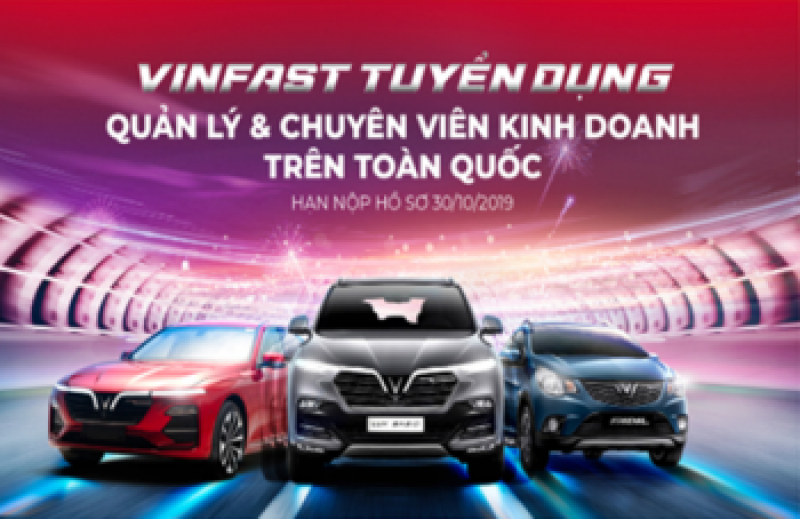 VINFAST TUYỂN DỤNG
QUẢN LÝ & CHUYÊN VIÊN KINH DOANH
TRÊN TOÀN QUỐC
HẠN NỘP HỒ SƠ 30/10/2019